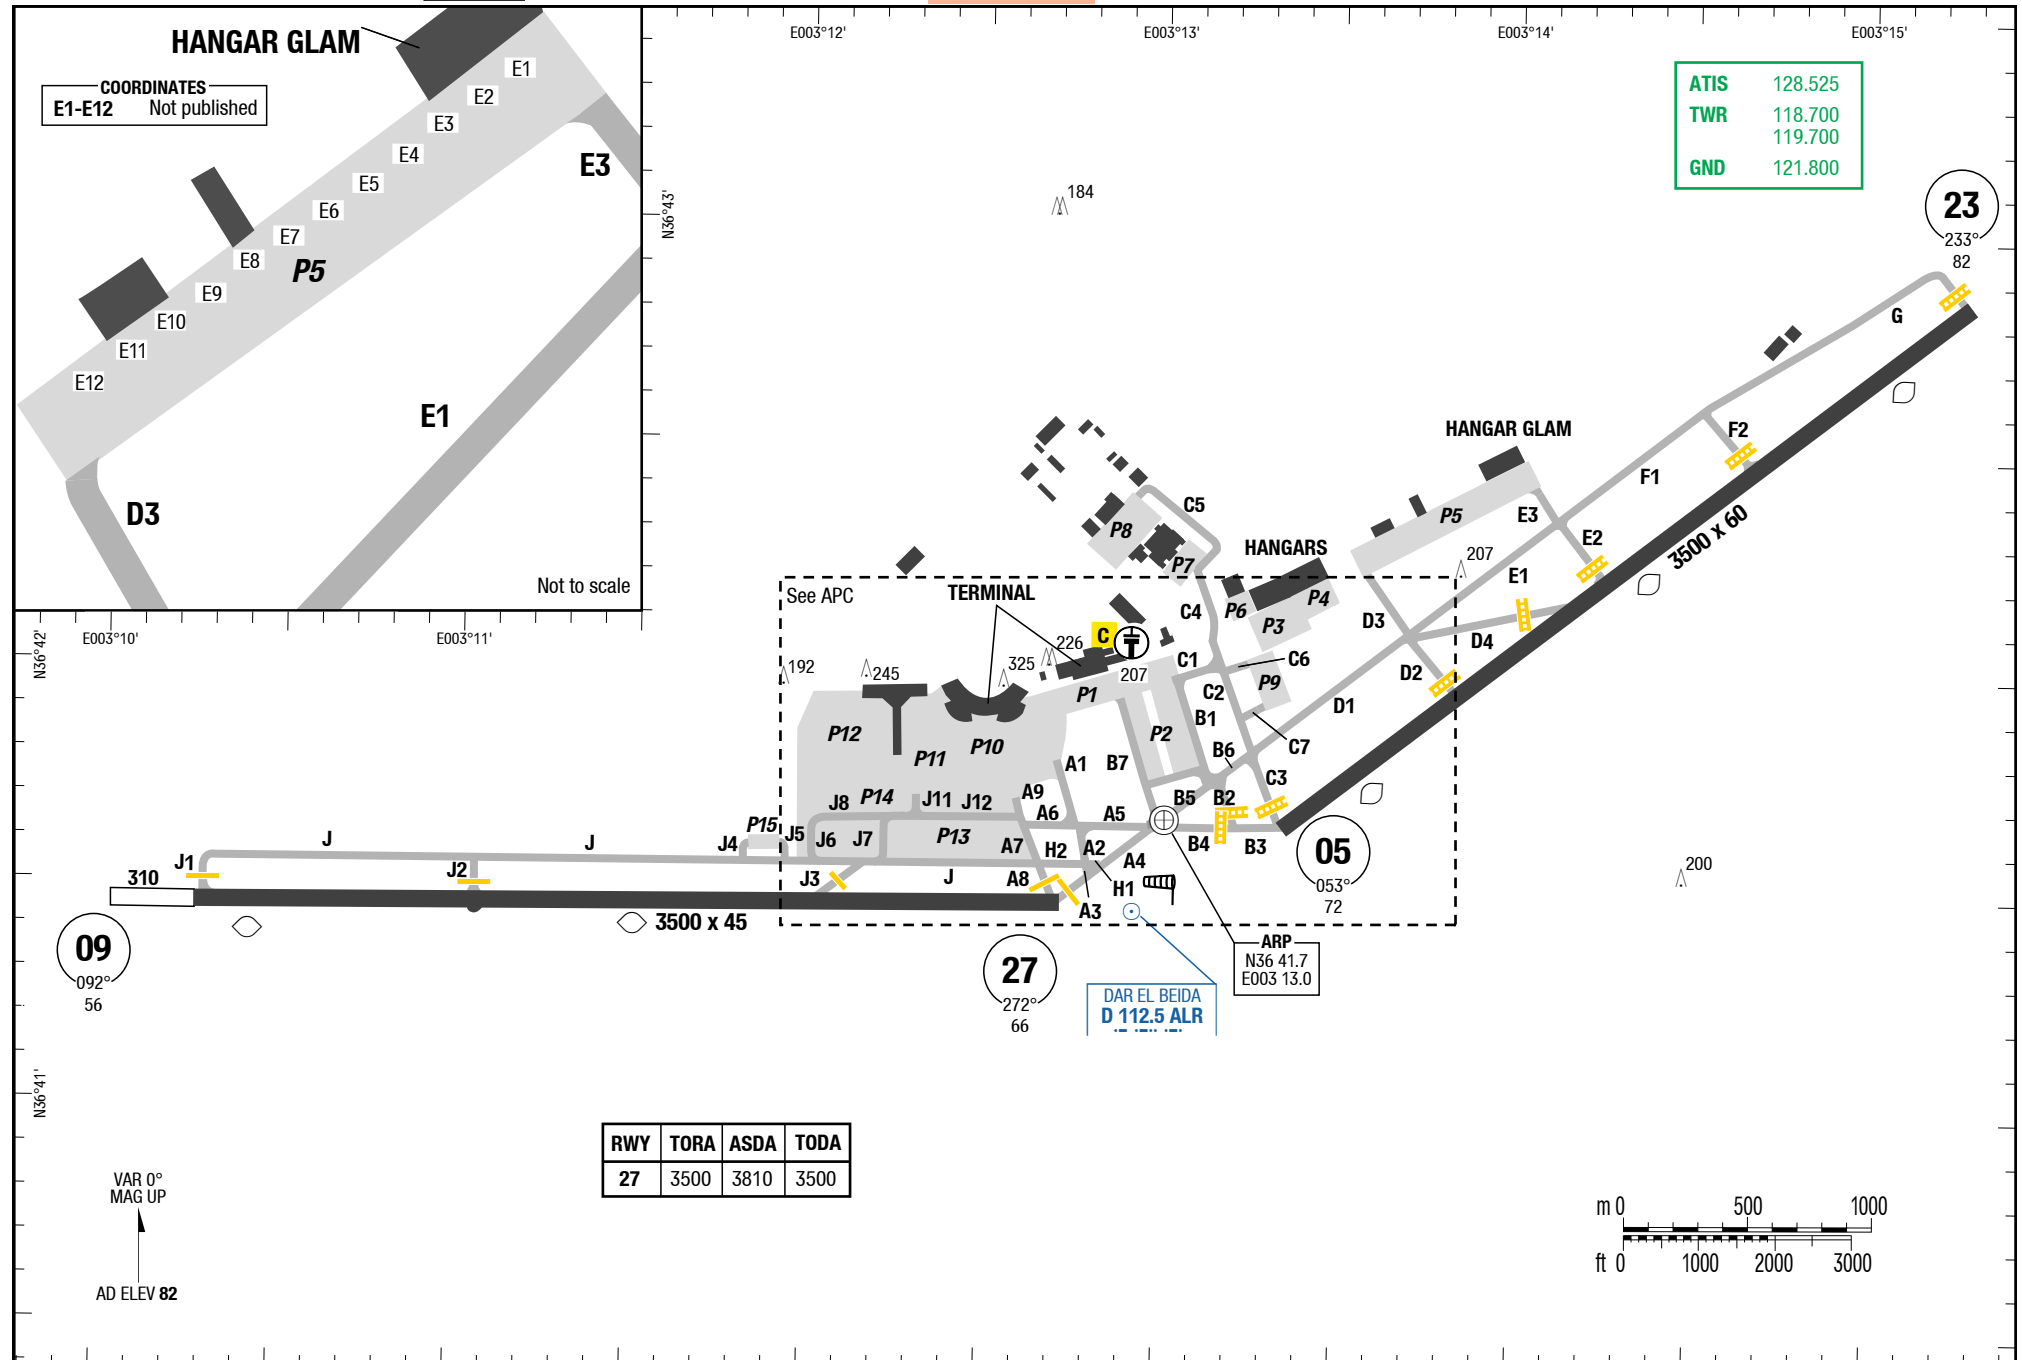 HANGAR GLAM
COORDINATES
E1-E12 Not published
E1
E2
E3
E4
E5
E6
E7
E8
E9
E10
E11
E12
P5
E3
E1
D3
Not to scale
E003°12'
E003°13'
E003°14'
E003°15'
ATIS 128.525
TWR 118.700
119.700
GND 121.800
N36°43'
184
23
233°
82
G
F2
F1
HANGAR GLAM
3500 x 60
P5
E3
E2
E1
207
C5
P8
P7
HANGARS
P6
P4
P3
C4
D3
D4
D2
D1
See APC
TERMINAL
C
226
207
325
245
192
C1
C6
P9
C2
B1
C7
B6
C3
P1
P2
B7
A1
P12
P11
P10
P14
J8
J11
J12
A9
A6
A5
B5
B2
B4
B3
P15
J5
J6
J7
P13
A7
H2
A2
A4
J4
J
J
J
J1
J2
J3
A8
H1
A3
310
3500 x 45
05
053°
72
200
09
092°
56
27
272°
66
ARP
N36 41.7
E003 13.0
DAR EL BEIDA
D 112.5 ALR
E003°10'
E003°11'
N36°42'
N36°41'
RWY TORA ASDA TODA
27 3500 3810 3500
VAR 0°
MAG UP
AD ELEV 82
m 0 500 1000
ft 0 1000 2000 3000